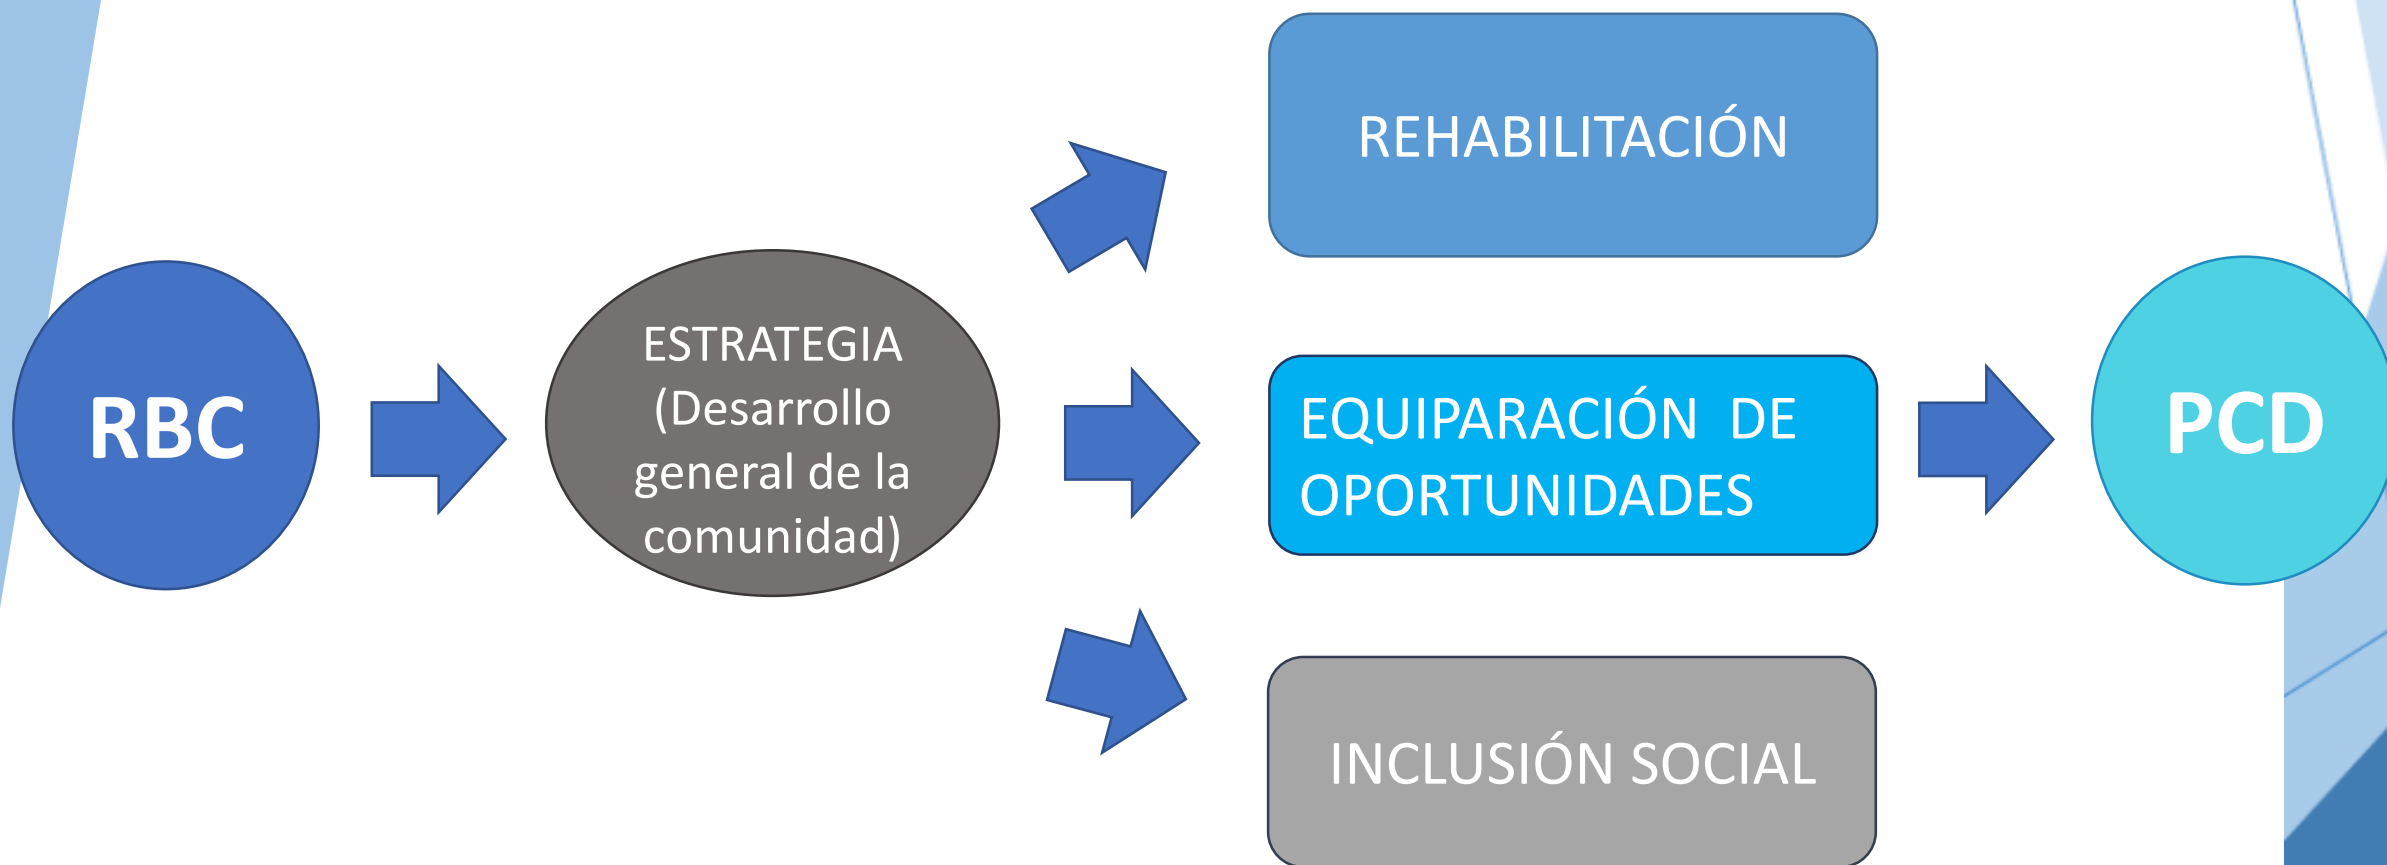 RBC
ESTRATEGIA
(Desarrollo
general de la
comunidad)
REHABILITACIÓN
EQUIPARACIÓN DE
OPORTUNIDADES
INCLUSIÓN SOCIAL
PCD